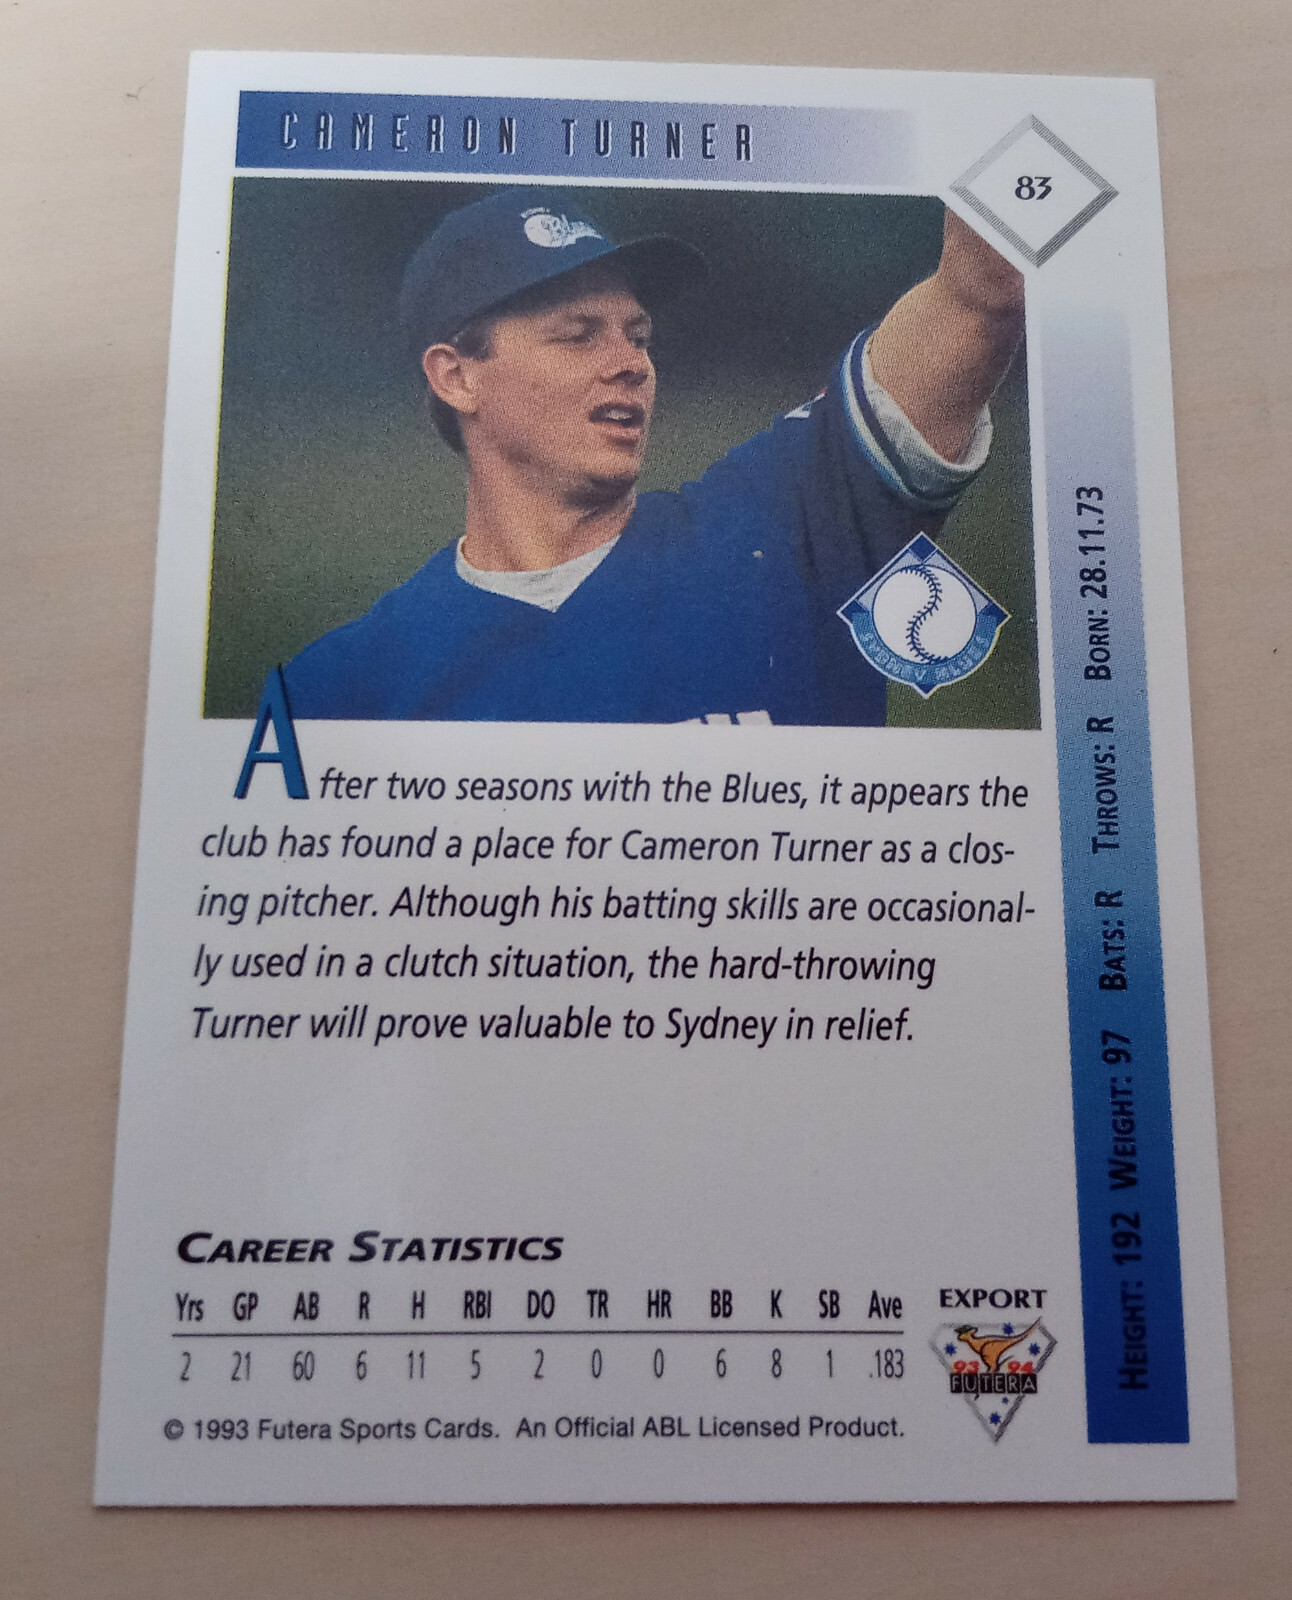 CAMERON TURNER
83
Blues
SYDNEY BLUES
After two seasons with the Blues, it appears the
club has found a place for Cameron Turner as a clos-
ing pitcher. Although his batting skills are occasional-
ly used in a clutch situation, the hard-throwing
Turner will prove valuable to Sydney in relief.
HEIGHT: 192 WEIGHT: 97 BATS: R THROWS: R BORN: 28.11.73
CAREER STATISTICS
Yrs GP AB R H RBI DO TR HR BB K SB Ave
2 21 60 6 11 5 2 0 0 6 8 1 .183
EXPORT
93 94
FUTERA
© 1993 Futera Sports Cards. An Official ABL Licensed Product.